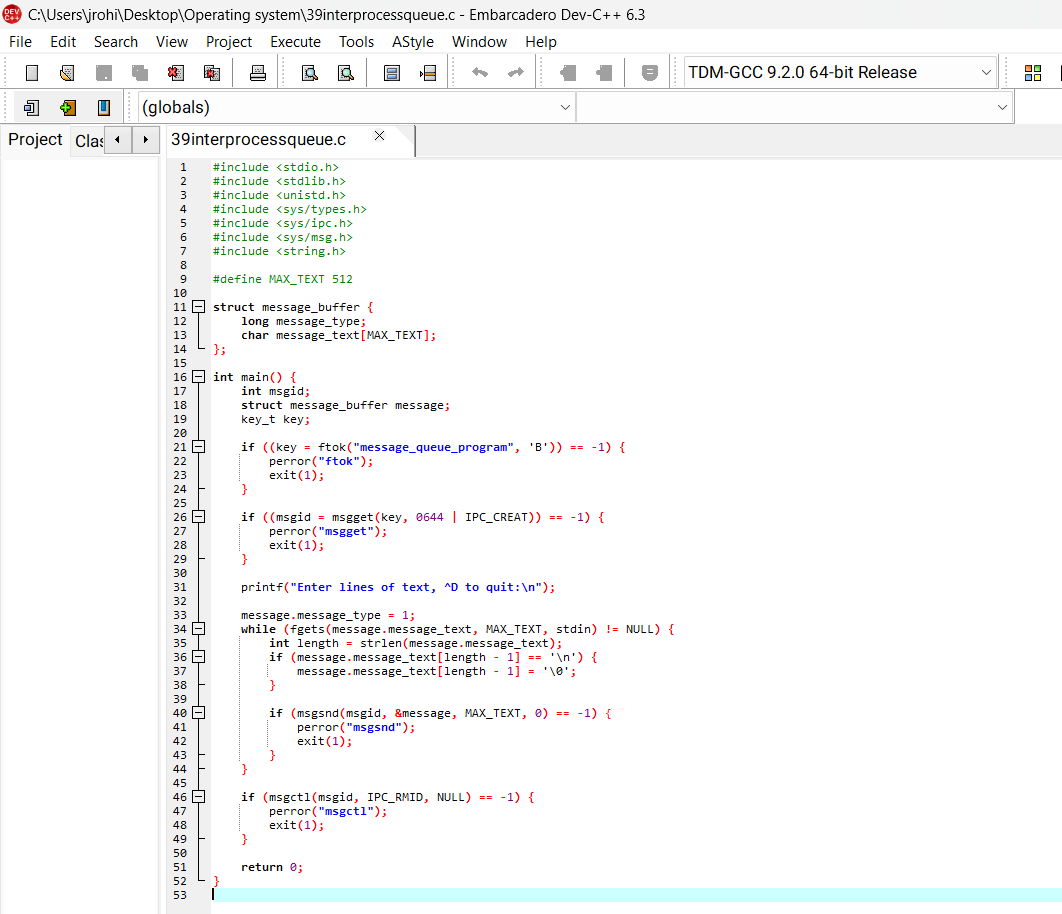 C:\Users\jrohi\Desktop\Operating system\39interprocessqueue.c - Embarcadero Dev-C++ 6.3
File Edit Search View Project Execute Tools AStyle Window Help
TDM-GCC 9.2.0 64-bit Release
(globals)
Project Clas 39interprocessqueue.c
1 #include <stdio.h>
2 #include <stdlib.h>
3 #include <unistd.h>
4 #include <sys/types.h>
5 #include <sys/ipc.h>
6 #include <sys/msg.h>
7 #include <string.h>
8
9 #define MAX_TEXT 512
10
11 struct message_buffer {
12     long message_type;
13     char message_text[MAX_TEXT];
14 };
15
16 int main() {
17     int msgid;
18     struct message_buffer message;
19     key_t key;
20
21     if ((key = ftok("message_queue_program", 'B')) == -1) {
22         perror("ftok");
23         exit(1);
24     }
25
26     if ((msgid = msgget(key, 0644 | IPC_CREAT)) == -1) {
27         perror("msgget");
28         exit(1);
29     }
30
31     printf("Enter lines of text, ^D to quit:\n");
32
33     message.message_type = 1;
34     while (fgets(message.message_text, MAX_TEXT, stdin) != NULL) {
35         int length = strlen(message.message_text);
36         if (message.message_text[length - 1] == '\n') {
37             message.message_text[length - 1] = '\0';
38         }
39
40         if (msgsnd(msgid, &message, MAX_TEXT, 0) == -1) {
41             perror("msgsnd");
42             exit(1);
43         }
44     }
45
46     if (msgctl(msgid, IPC_RMID, NULL) == -1) {
47         perror("msgctl");
48         exit(1);
49     }
50
51     return 0;
52 }
53